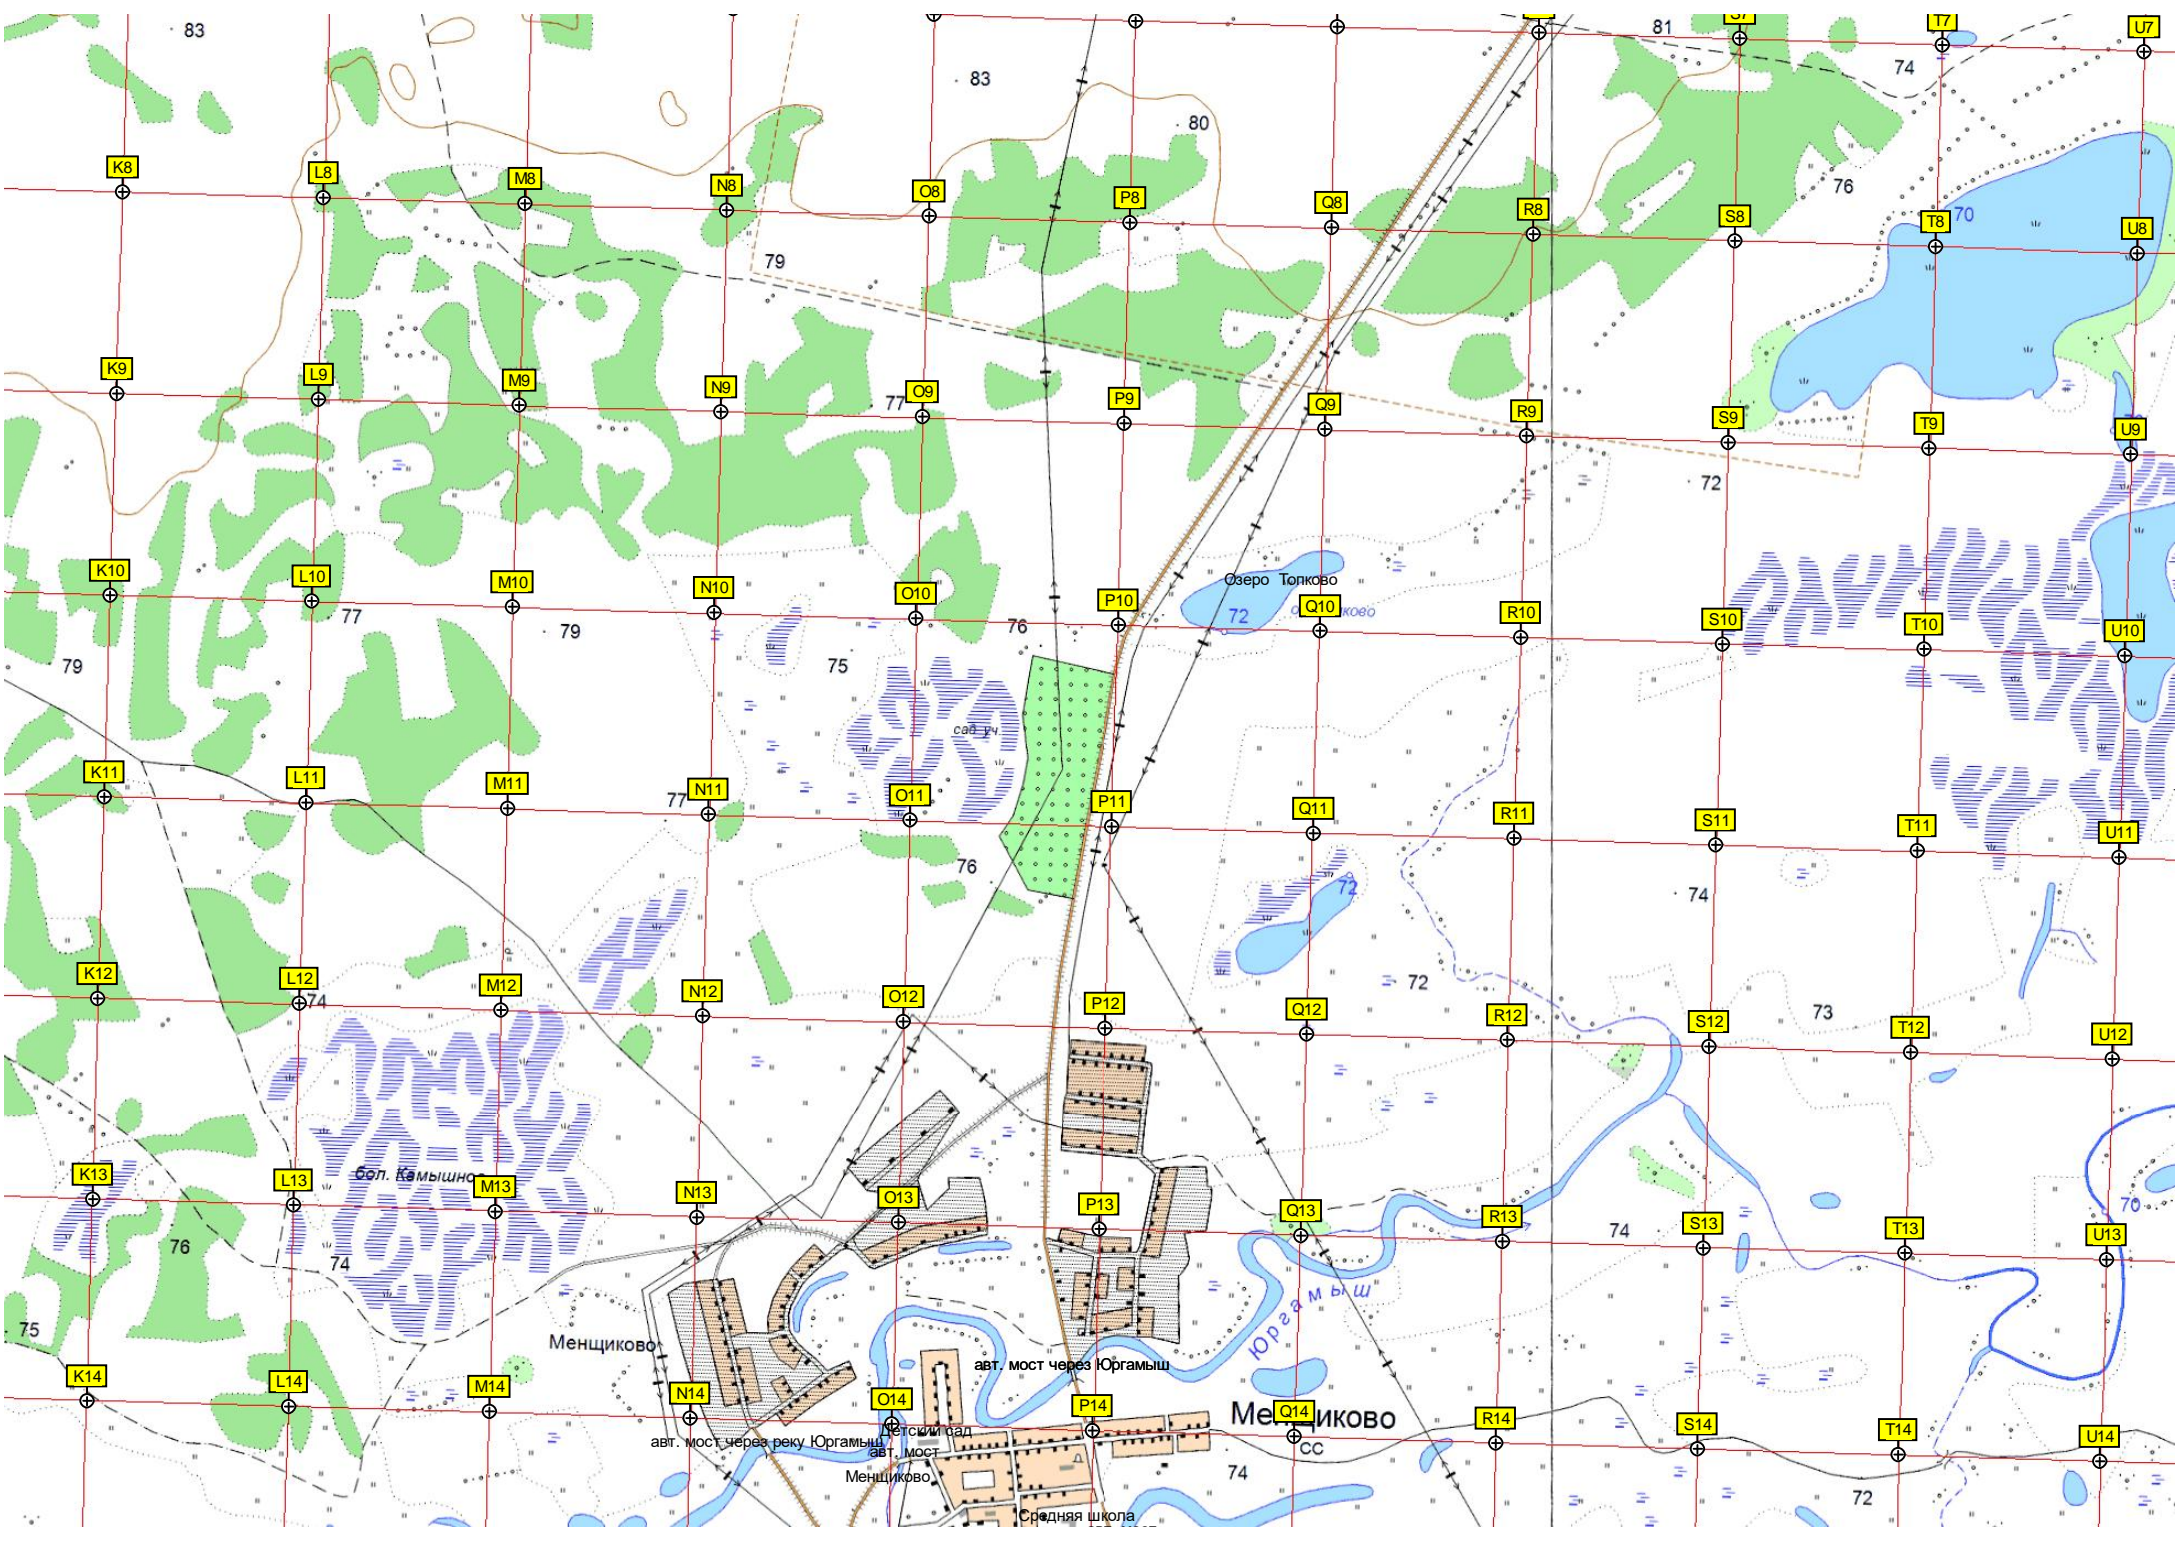 83
81
S7
T7
U7
74
83
80
K8
L8
M8
N8
O8
P8
Q8
R8
S8
T8
U8
76
70
79
K9
L9
M9
N9
77
O9
P9
Q9
R9
S9
T9
U9
72
K10
L10
M10
N10
O10
P10
Озеро Топково
72
Q10
R10
S10
T10
U10
77
79
76
75
79
сад. уч.
K11
L11
M11
77
N11
O11
P11
Q11
R11
S11
T11
U11
76
72
74
K12
L12
74
M12
N12
O12
P12
Q12
72
R12
S12
73
T12
U12
K13
L13
бол. Камышное
M13
N13
O13
P13
Q13
R13
74
S13
T13
70
U13
76
74
Юргамыш
75
Менщиково
авт. мост через Юргамыш
K14
L14
M14
N14
O14
P14
Менщиково
Q14
R14
S14
T14
U14
СС
Детский сад
авт. мост через реку Юргамыш
авт. мост
Менщиково
74
72
Средняя школа